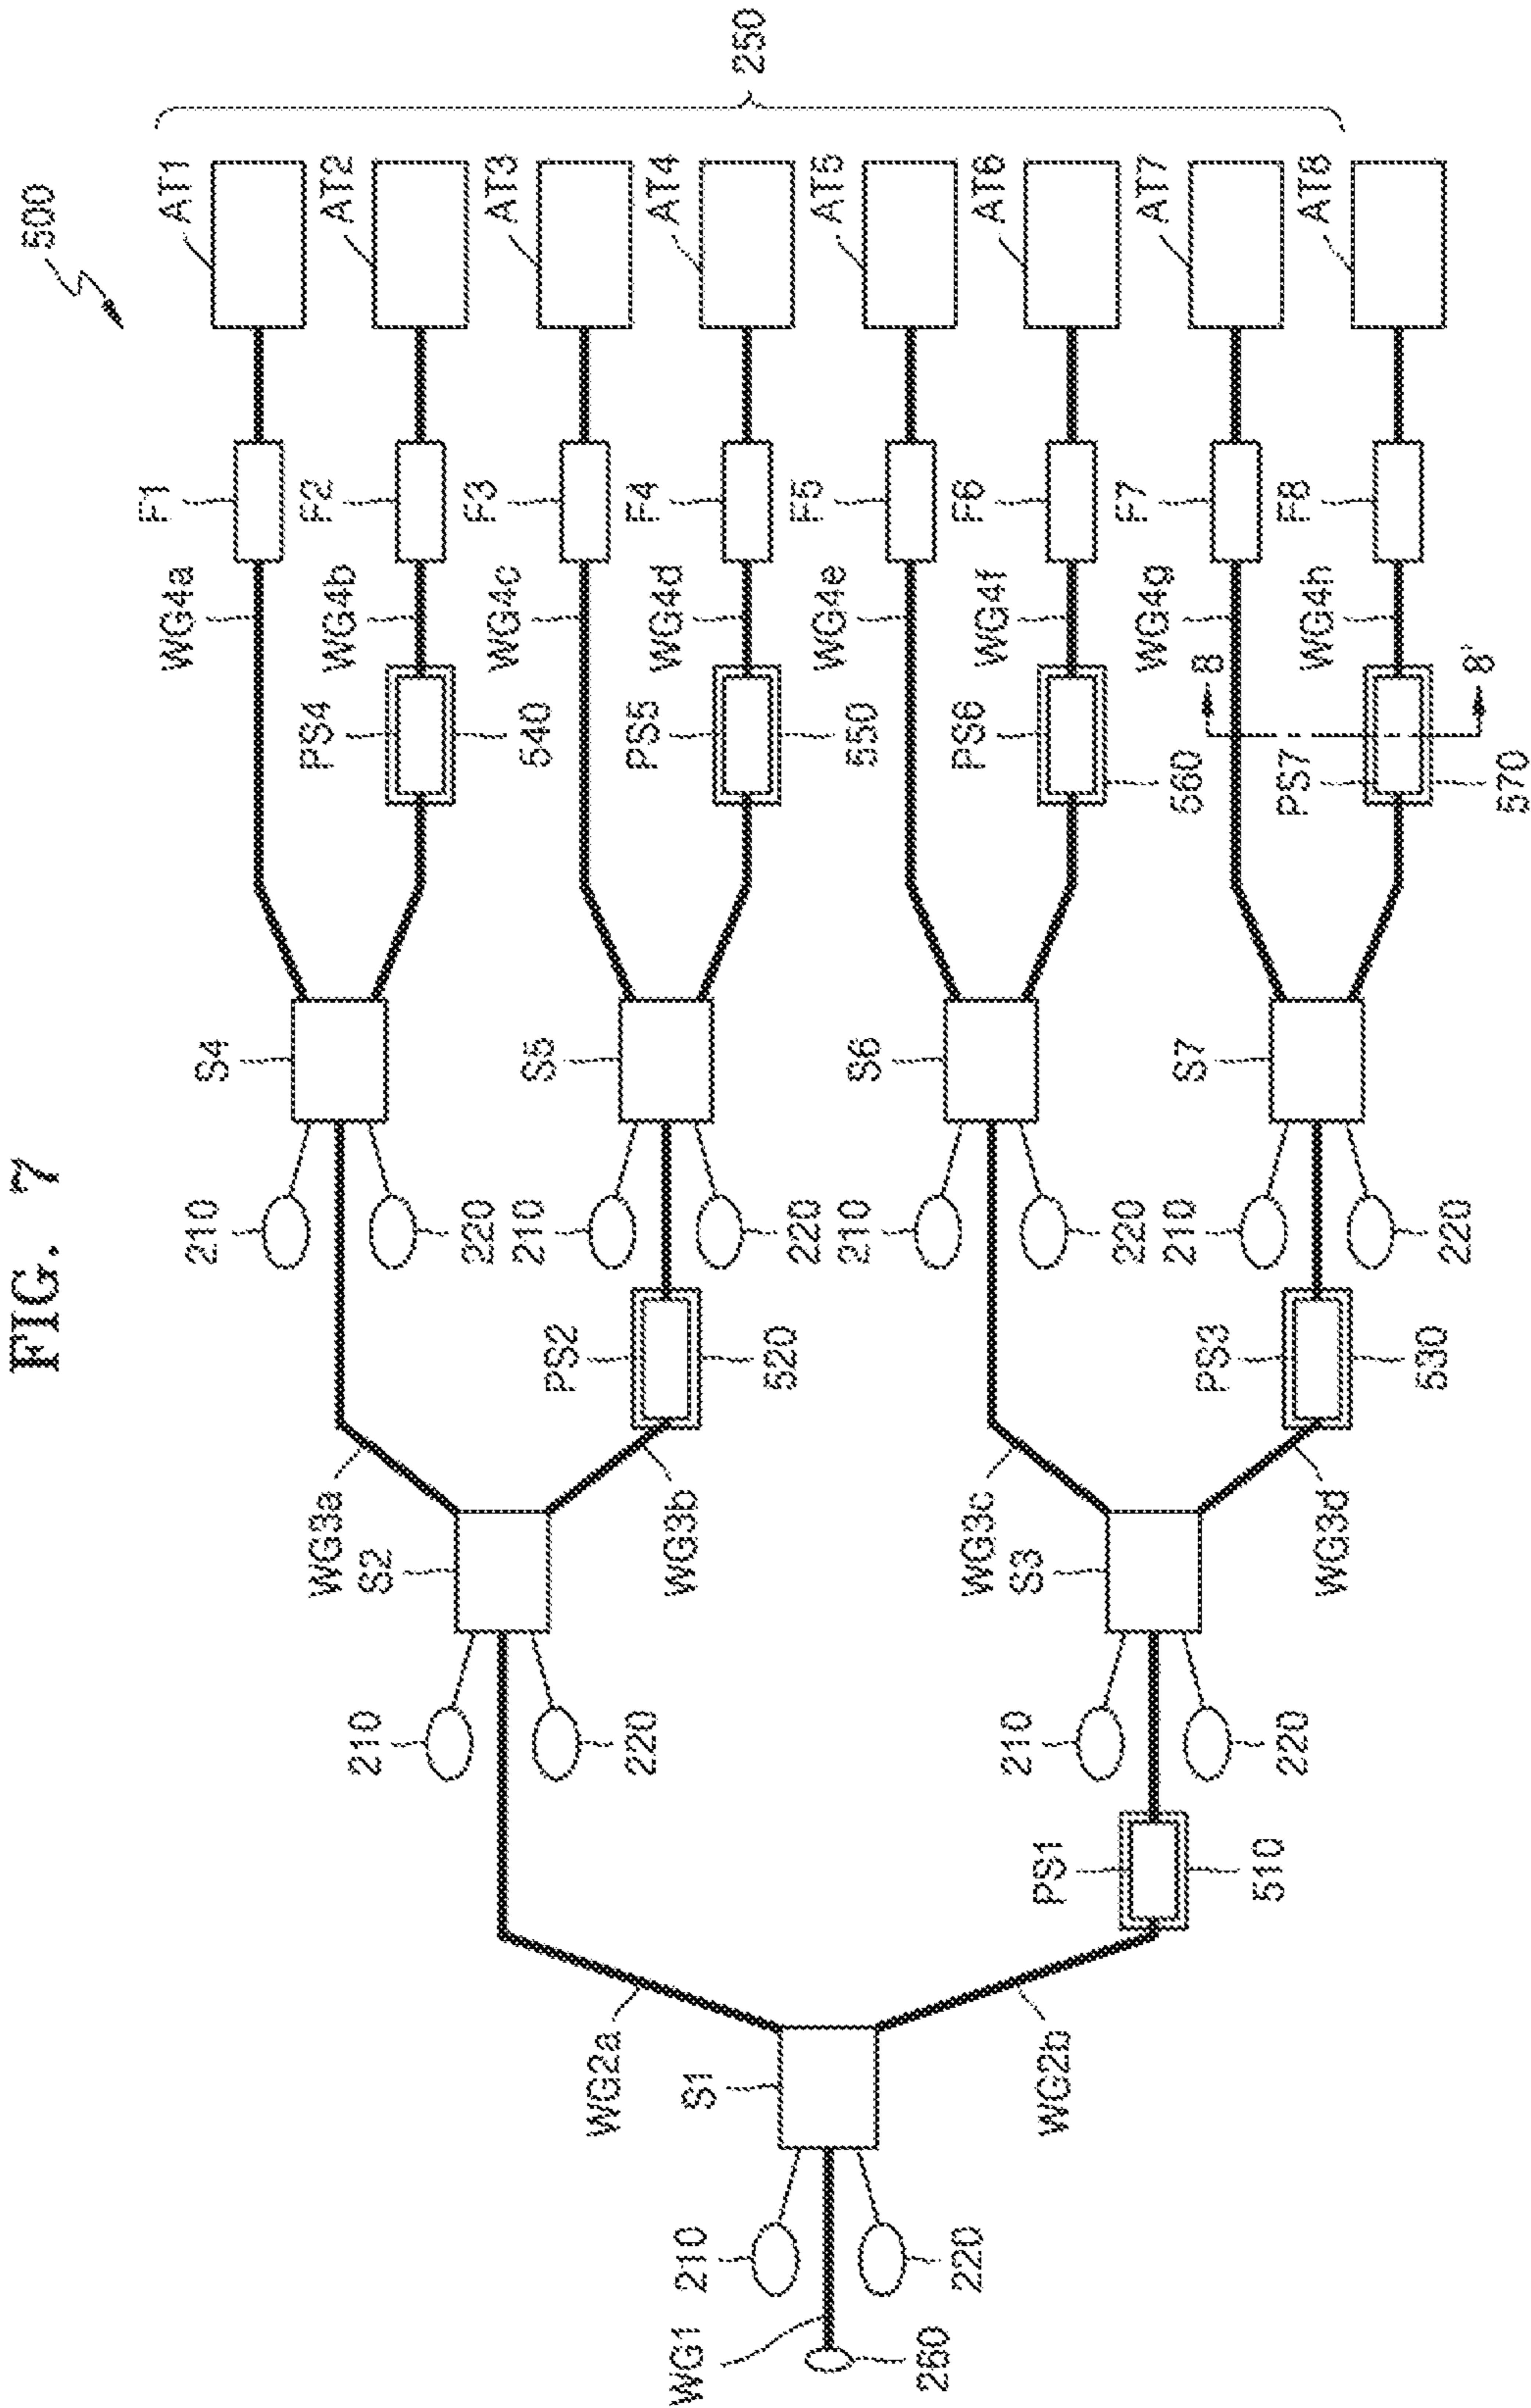 FIG. 7
500
WG4a F1 AT1
210 S4
WG3a PS4 WG4b F2 AT2
210 S2
220 210 S5 540 WG4c F3 AT3
WG2a PS2 PS5 WG4d F4 AT4
210 S1 220 WG3b
WG1 520 250
220 210 S6 550 WG4e F5 AT5
260 220
210 WG3c PS6 WG4f F6 AT6
WG2b PS1 S3
220 210 S7 560 WG4g F7 AT7
510 PS3 8
220 WG3d PS7 WG4h F8 AT8
530 220 570 8'